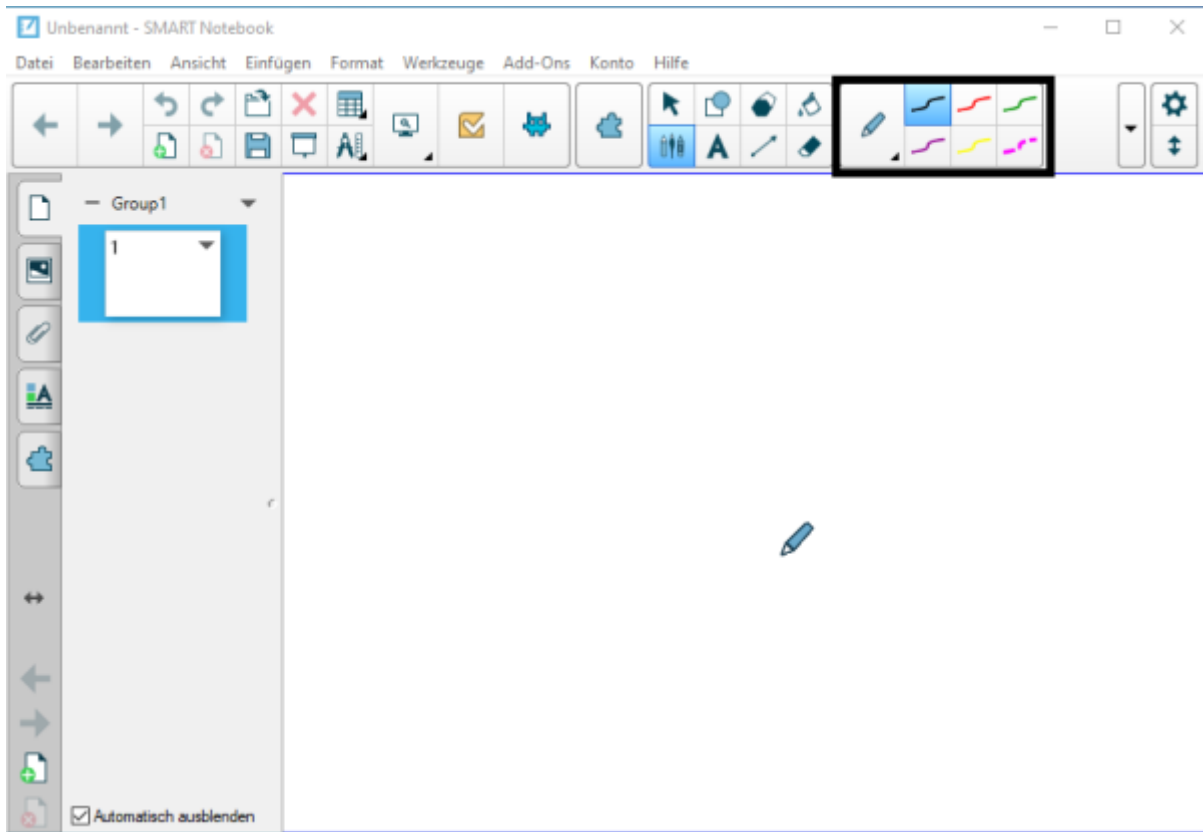 Unbenannt - SMART Notebook
Datei Bearbeiten Ansicht Einfügen Format Werkzeuge Add-Ons Konto Hilfe
Group1
1
Automatisch ausblenden